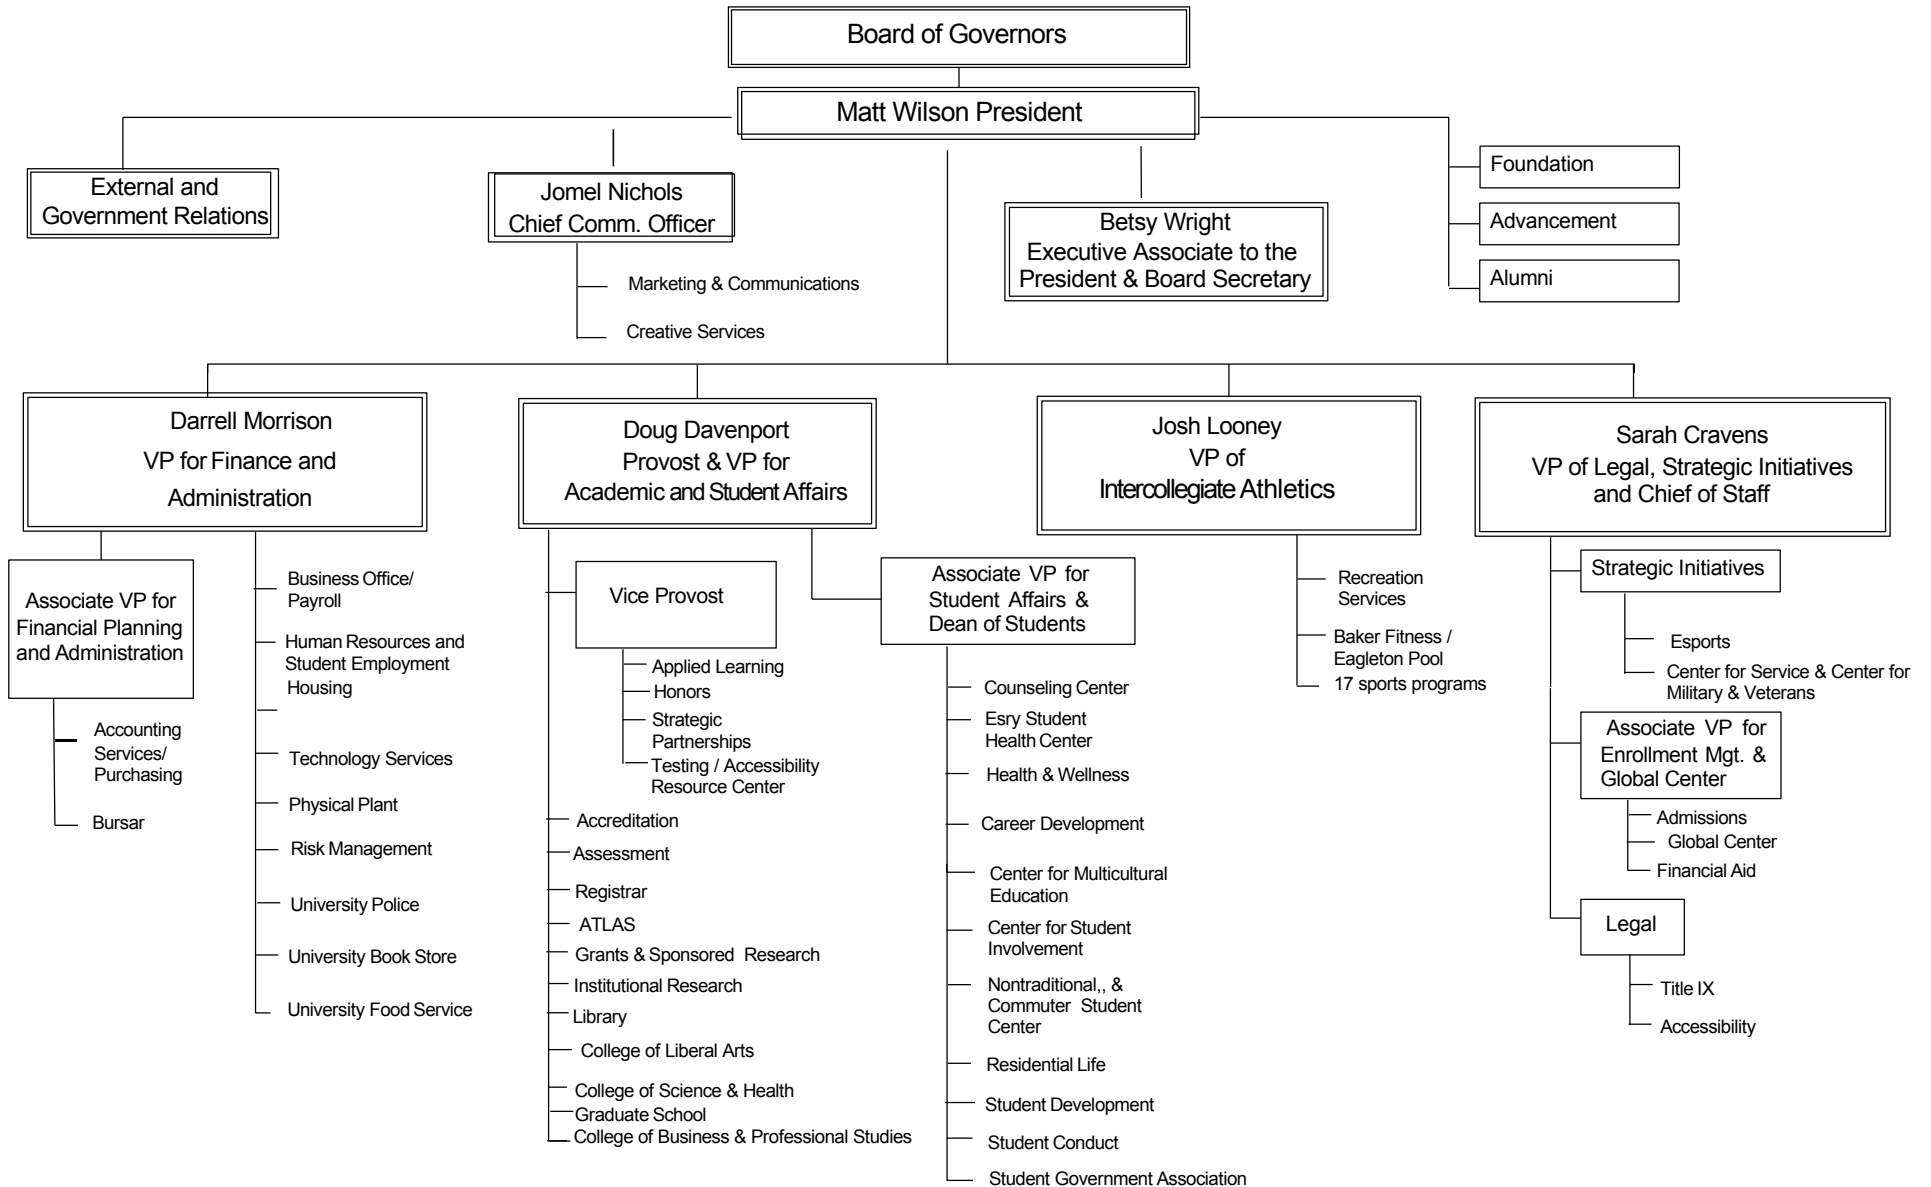 Board of Governors
Matt Wilson President
External and
Government Relations
Jomel Nichols
Chief Comm. Officer
Marketing & Communications
Creative Services
Betsy Wright
Executive Associate to the
President & Board Secretary
Foundation
Advancement
Alumni
Darrell Morrison
VP for Finance and
Administration
Associate VP for
Financial Planning
and Administration
Accounting
Services/
Purchasing
Bursar
Business Office/
Payroll
Human Resources and
Student Employment
Housing
Technology Services
Physical Plant
Risk Management
University Police
University Book Store
University Food Service
Doug Davenport
Provost & VP for
Academic and Student Affairs
Vice Provost
Applied Learning
Honors
Strategic
Partnerships
Testing / Accessibility
Resource Center
Accreditation
Assessment
Registrar
ATLAS
Grants & Sponsored Research
Institutional Research
Library
College of Liberal Arts
College of Science & Health
Graduate School
College of Business & Professional Studies
Associate VP for
Student Affairs &
Dean of Students
Counseling Center
Esry Student
Health Center
Health & Wellness
Career Development
Center for Multicultural
Education
Center for Student
Involvement
Nontraditional,, &
Commuter Student
Center
Residential Life
Student Development
Student Conduct
Student Government Association
Josh Looney
VP of
Intercollegiate Athletics
Recreation
Services
Baker Fitness /
Eagleton Pool
17 sports programs
Sarah Cravens
VP of Legal, Strategic Initiatives
and Chief of Staff
Strategic Initiatives
Esports
Center for Service & Center for
Military & Veterans
Associate VP for
Enrollment Mgt. &
Global Center
Admissions
Global Center
Financial Aid
Legal
Title IX
Accessibility